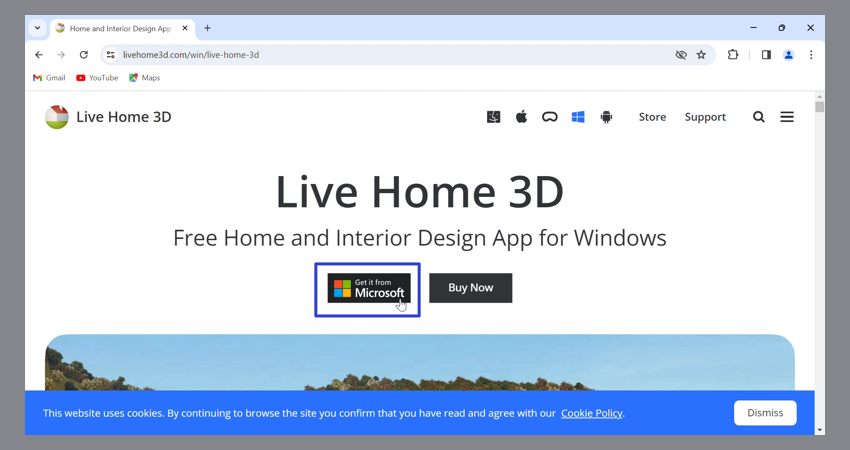 Home and Interior Design App
livehome3d.com/win/live-home-3d
Gmail YouTube Maps
Live Home 3D
Store Support
Live Home 3D
Free Home and Interior Design App for Windows
Get it from
Microsoft
Buy Now
This website uses cookies. By continuing to browse the site you confirm that you have read and agree with our Cookie Policy.
Dismiss